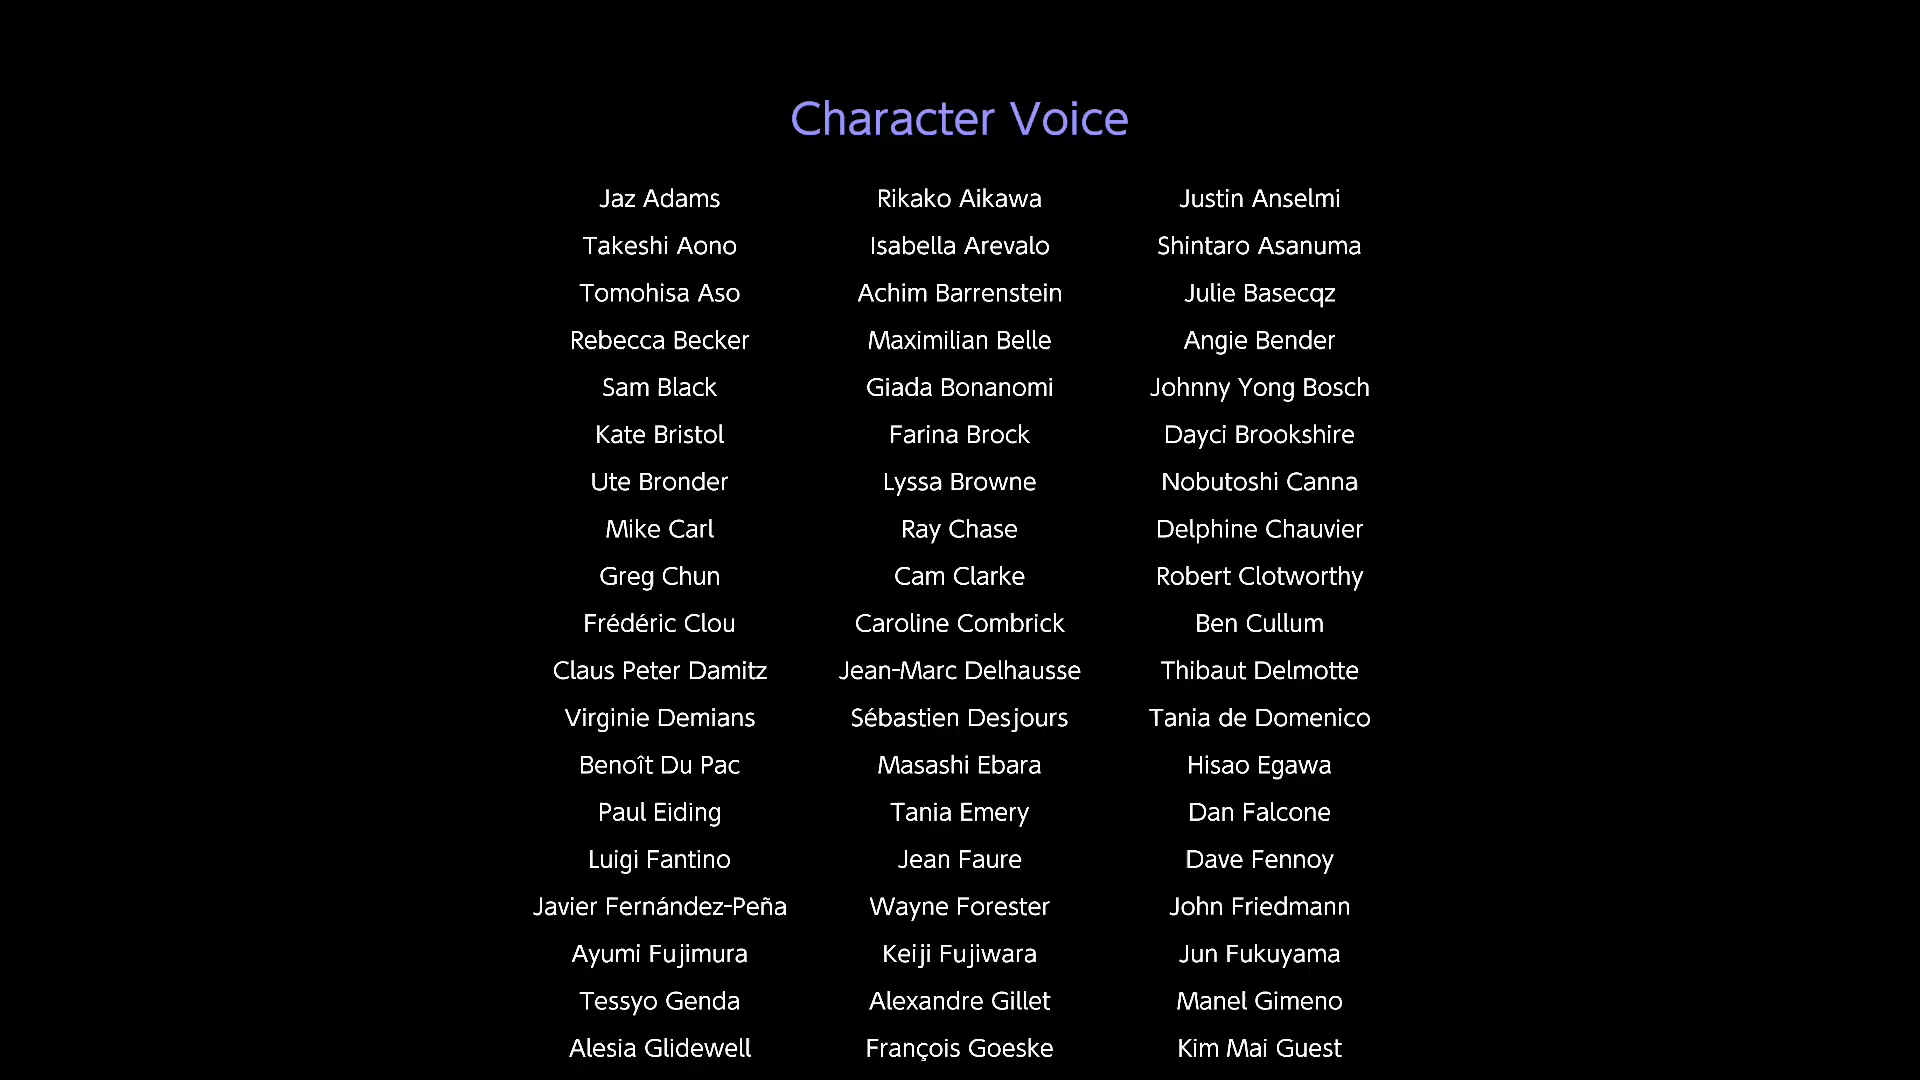 Character Voice
Jaz Adams Rikako Aikawa Justin Anselmi
Takeshi Aono Isabella Arevalo Shintaro Asanuma
Tomohisa Aso Achim Barrenstein Julie Basecqz
Rebecca Becker Maximilian Belle Angie Bender
Sam Black Giada Bonanomi Johnny Yong Bosch
Kate Bristol Farina Brock Dayci Brookshire
Ute Bronder Lyssa Browne Nobutoshi Canna
Mike Carl Ray Chase Delphine Chauvier
Greg Chun Cam Clarke Robert Clotworthy
Frédéric Clou Caroline Combrick Ben Cullum
Claus Peter Damitz Jean-Marc Delhausse Thibaut Delmotte
Virginie Demians Sébastien Desjours Tania de Domenico
Benoît Du Pac Masashi Ebara Hisao Egawa
Paul Eiding Tania Emery Dan Falcone
Luigi Fantino Jean Faure Dave Fennoy
Javier Fernández-Peña Wayne Forester John Friedmann
Ayumi Fujimura Keiji Fujiwara Jun Fukuyama
Tessyo Genda Alexandre Gillet Manel Gimeno
Alesia Glidewell François Goeske Kim Mai Guest